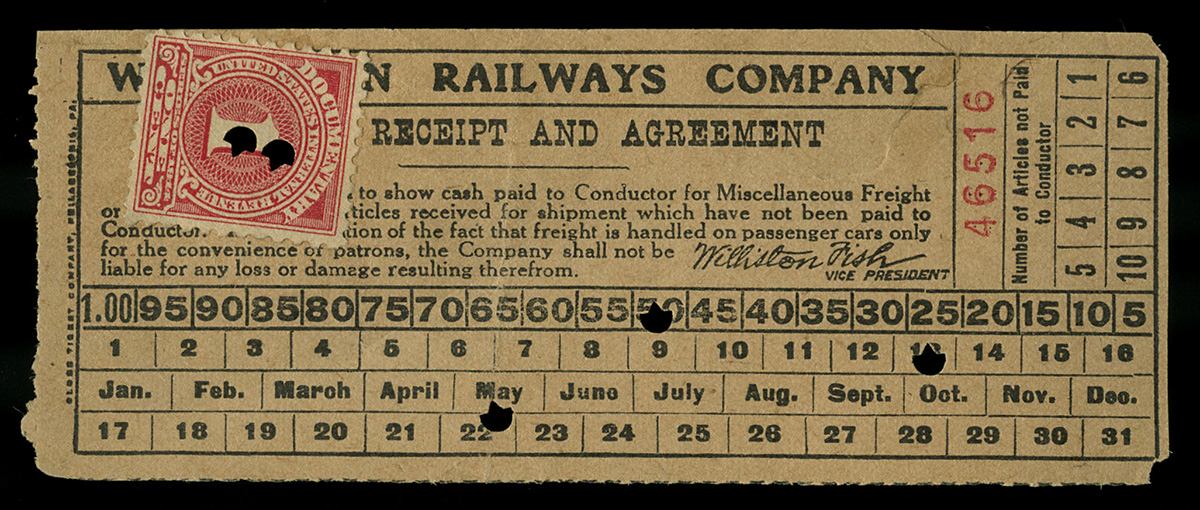 W N RAILWAYS COMPANY
RECEIPT AND AGREEMENT
to show cash paid to Conductor for Miscellaneous Freight
or ticles received for shipment which have not been paid to
Conductor. tion of the fact that freight is handled on passenger cars only
for the convenience of patrons, the Company shall not be
liable for any loss or damage resulting therefrom.
Williston Fish
VICE PRESIDENT
UNITED STATES INTERNAL REVENUE
DOCUMENTARY
1
46516
Number of Articles not Paid
to Conductor
5 4 3 2 1
10 9 8 7 6
1.00 95 90 85 80 75 70 65 60 55 50 45 40 35 30 25 20 15 10 5
1 2 3 4 5 6 7 8 9 10 11 12 13 14 15 16
Jan. Feb. March April May June July Aug. Sept. Oct. Nov. Dec.
17 18 19 20 21 22 23 24 25 26 27 28 29 30 31
GLOBE TICKET COMPANY, PHILADELPHIA, PA.